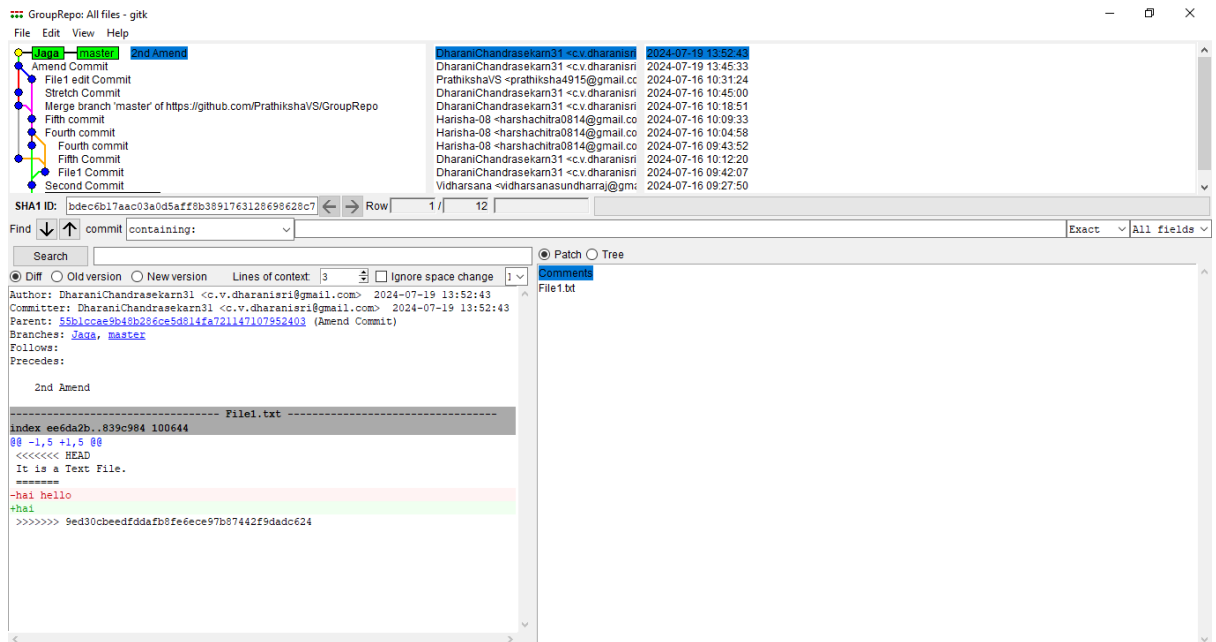 GroupRepo: All files - gitk
File Edit View Help
Jaga master 2nd Amend DharaniChandrasekarn31 <c.v.dharanisri 2024-07-19 13:52:43
Amend Commit DharaniChandrasekarn31 <c.v.dharanisri 2024-07-19 13:45:33
File1 edit Commit PrathikshaVS <prathiksha4915@gmail.cc 2024-07-16 10:31:24
Stretch Commit DharaniChandrasekarn31 <c.v.dharanisri 2024-07-16 10:45:00
Merge branch 'master' of https://github.com/PrathikshaVS/GroupRepo DharaniChandrasekarn31 <c.v.dharanisri 2024-07-16 10:18:51
Fifth commit Harisha-08 <harshachitra0814@gmail.co 2024-07-16 10:09:33
Fourth commit Harisha-08 <harshachitra0814@gmail.co 2024-07-16 10:04:58
Fourth commit Harisha-08 <harshachitra0814@gmail.co 2024-07-16 09:43:52
Fifth Commit DharaniChandrasekarn31 <c.v.dharanisri 2024-07-16 10:12:20
File1 Commit DharaniChandrasekarn31 <c.v.dharanisri 2024-07-16 09:42:07
Second Commit Vidharsana <vidharsanasundharraj@gma 2024-07-16 09:27:50
SHA1 ID: bdec6b17aac03a0d5aff8b3891763128698628c7 Row 1 / 12
Find commit containing: Exact All fields
Search
Patch Tree
Diff Old version New version Lines of context: 3 Ignore space change
Comments
File1.txt
Author: DharaniChandrasekarn31 <c.v.dharanisri@gmail.com> 2024-07-19 13:52:43
Committer: DharaniChandrasekarn31 <c.v.dharanisri@gmail.com> 2024-07-19 13:52:43
Parent: 55b1ccae9b48b286ce5d814fa721147107952403 (Amend Commit)
Branches: Jaga, master
Follows:
Precedes:
2nd Amend
---------------------------------- File1.txt ----------------------------------
index ee6da2b..839c984 100644
@@ -1,5 +1,5 @@
<<<<<<< HEAD
It is a Text File.
=======
-hai hello
+hai
>>>>>>> 9ed30cbeedfddafb8fe6ece97b87442f9dadc624